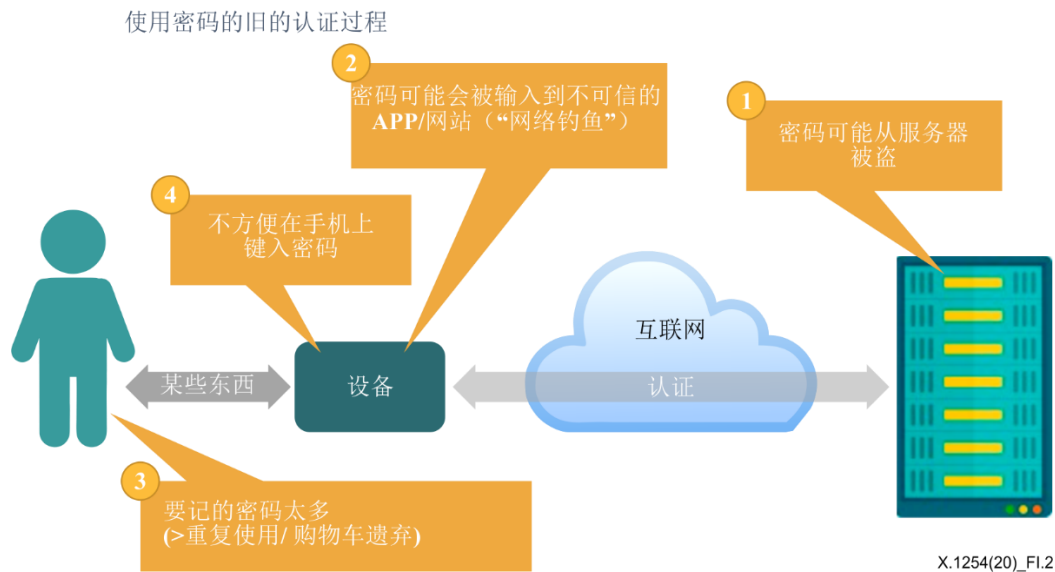 使用密码的旧的认证过程
2
密码可能会被输入到不可信的
APP/网站（“网络钓鱼”）
1
密码可能从服务器
被盗
4
不方便在手机上
键入密码
互联网
某些东西
设备
认证
3
要记的密码太多
(>重复使用/ 购物车遗弃)
X.1254(20)_FI.2